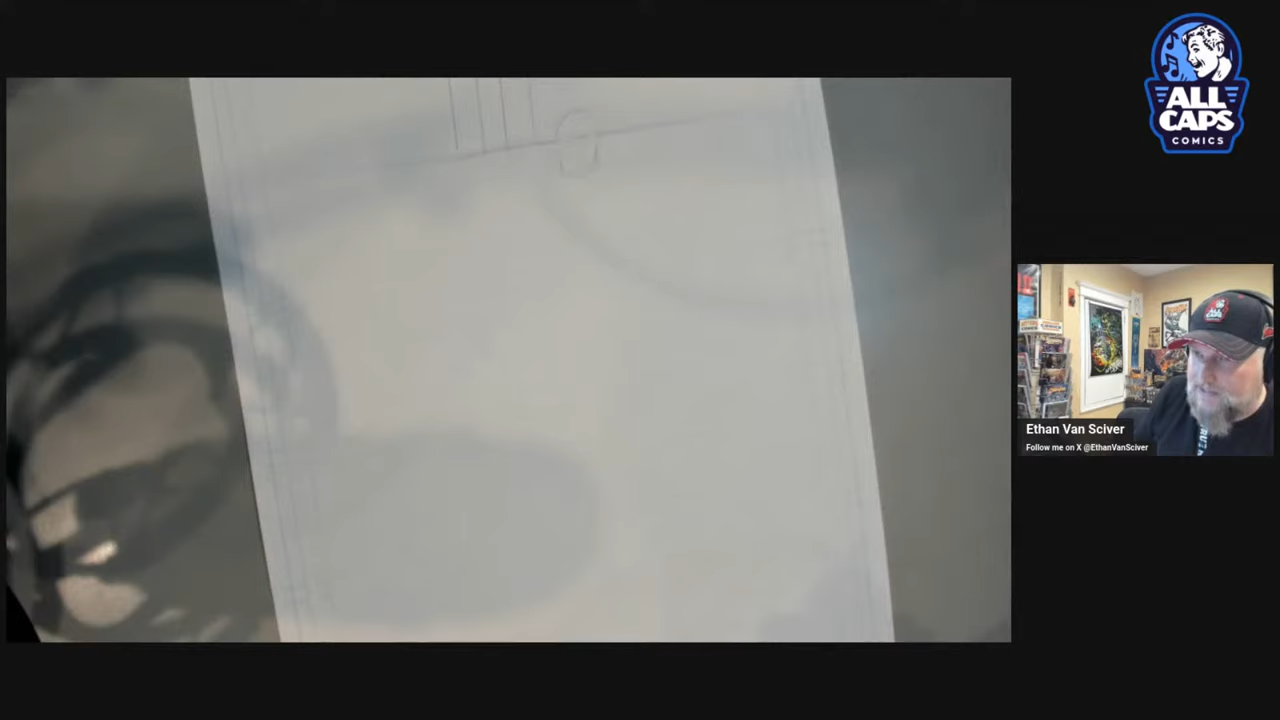 ALL
CAPS
COMICS
Ethan Van Sciver
Follow me on X @EthanVanSciver